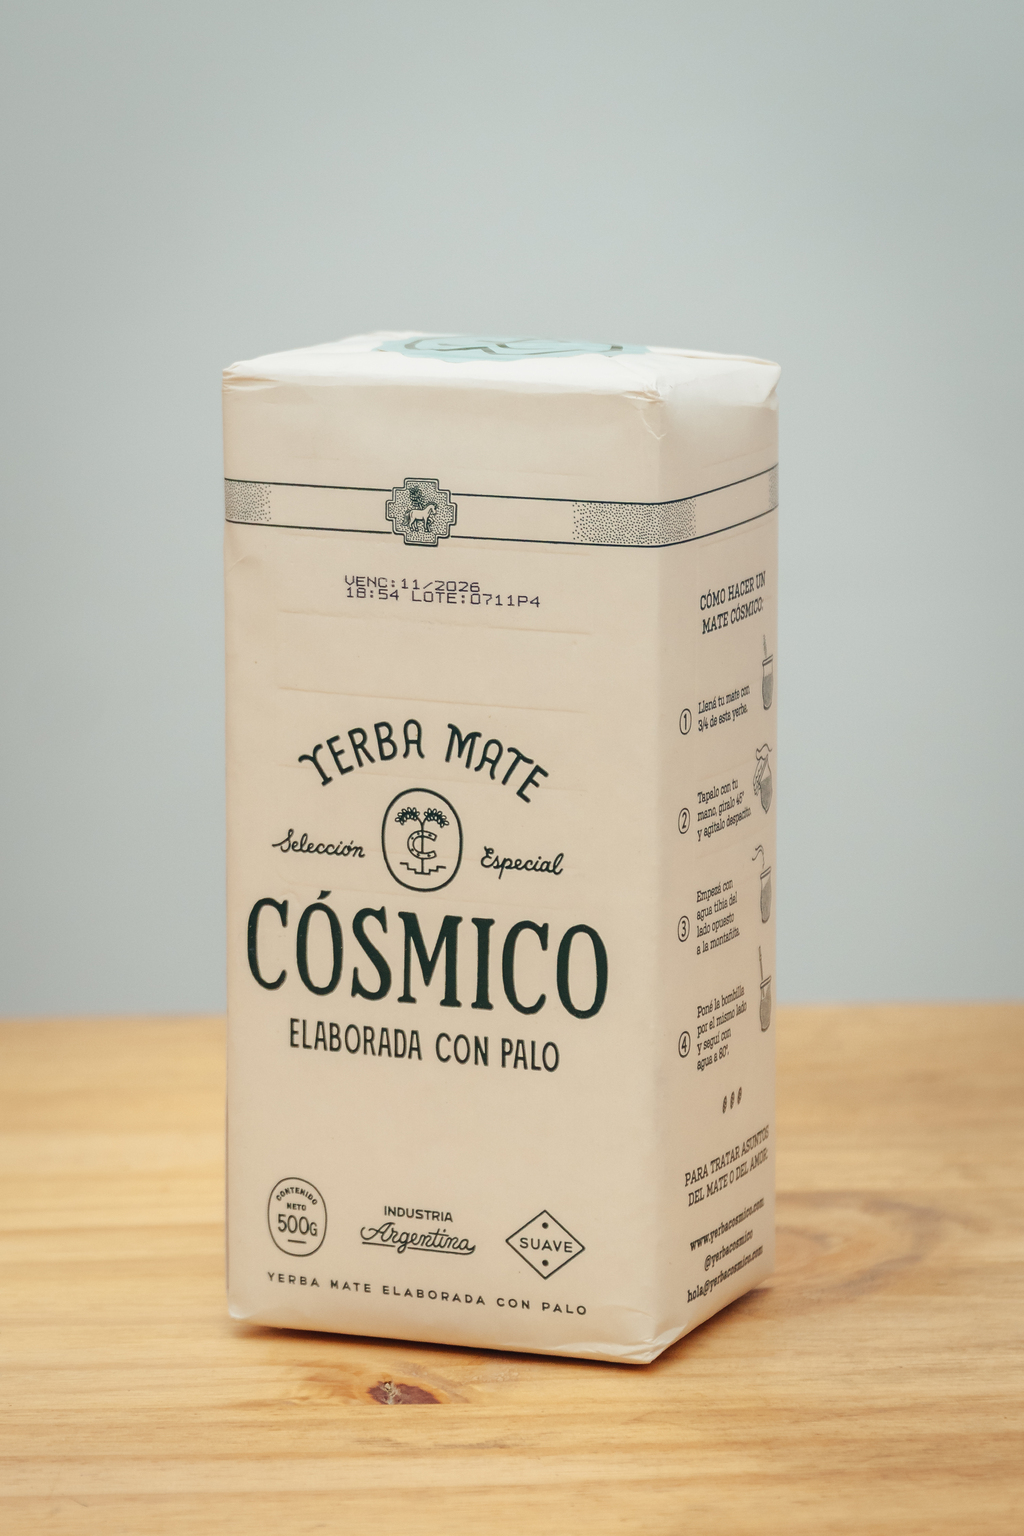 VENC:11/2026
18:54 LOTE:0711P4
YERBA MATE
Selección Especial
CÓSMICO
ELABORADA CON PALO
CONTENIDO
NETO
500G
INDUSTRIA
Argentina
SUAVE
YERBA MATE ELABORADA CON PALO
CÓMO HACER UN
MATE CÓSMICO:
1
Llená tu mate con
3/4 de esta yerba.
2
Tapalo con tu
mano, giralo 45°
y agitalo despacito.
3
Empezá con
agua tibia del
lado opuesto
a la montañita.
4
Poné la bombilla
por el mismo lado
y seguí con
agua a 80°.
PARA TRATAR ASUNTOS
DEL MATE O DEL AMOR:
www.yerbacosmico.com
@yerbacosmico
hola@yerbacosmico.com